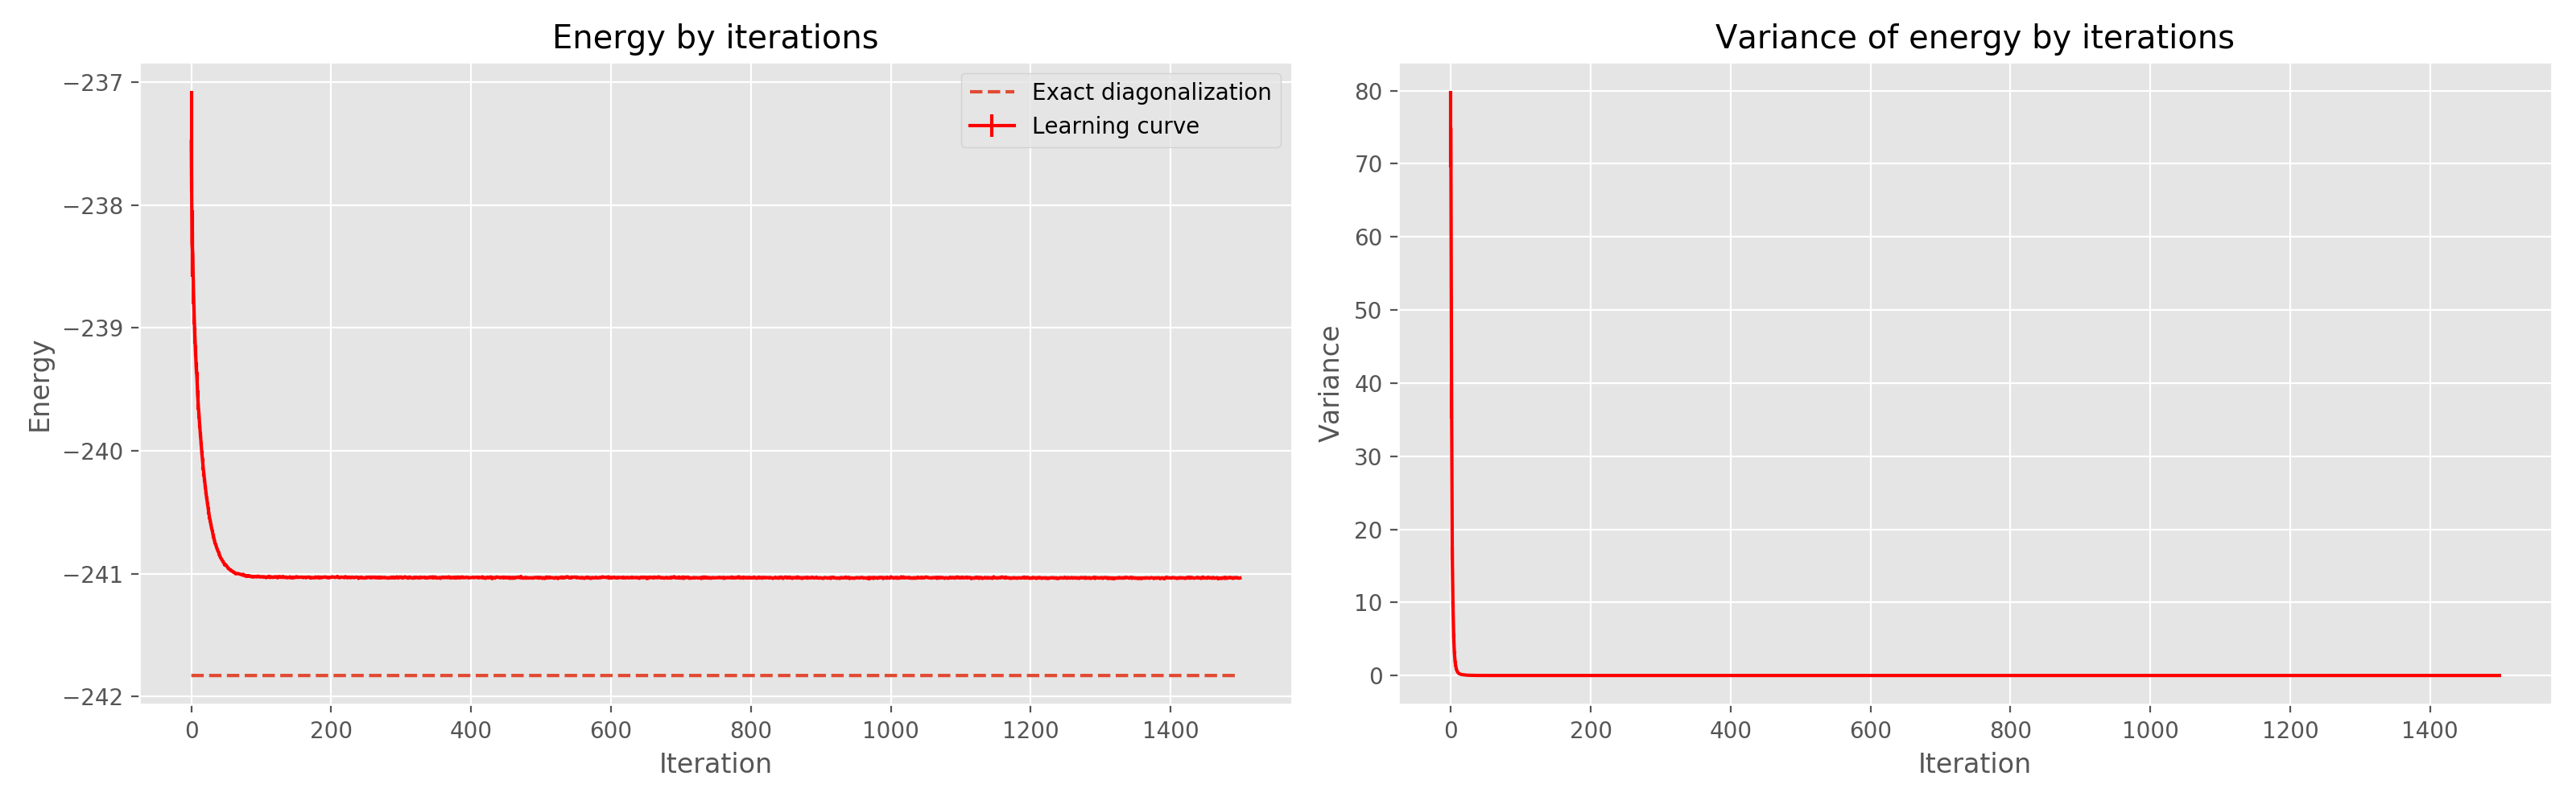 Energy by iterations
−237
−238
−239
−240
−241
−242
Energy
Exact diagonalization
Learning curve
0 200 400 600 800 1000 1200 1400
Iteration
Variance of energy by iterations
80
70
60
50
40
30
20
10
0
Variance
0 200 400 600 800 1000 1200 1400
Iteration